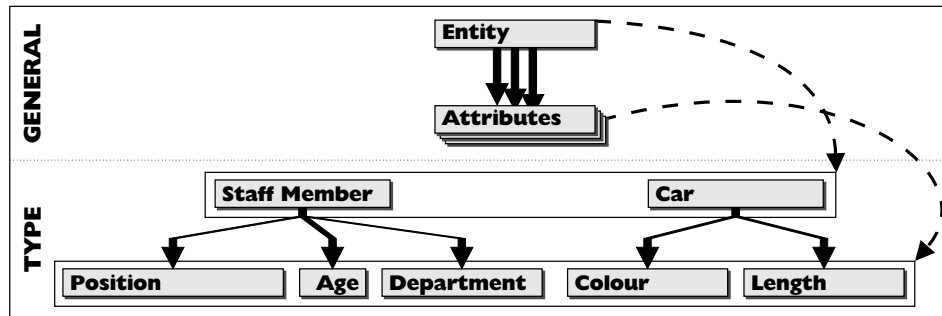 GENERAL
Entity
Attributes
TYPE
Staff Member
Car
Position
Age
Department
Colour
Length